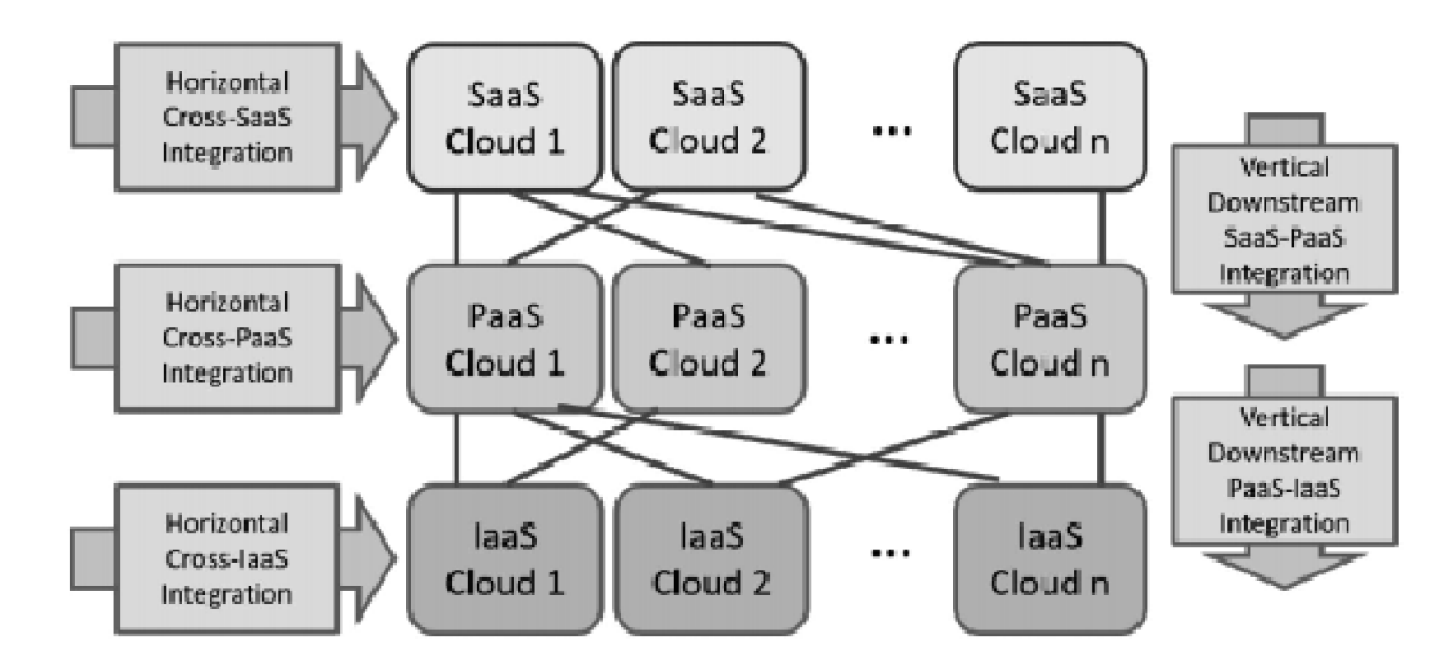 Horizontal
Cross-SaaS
Integration
SaaS
Cloud 1
SaaS
Cloud 2
...
SaaS
Cloud n
Vertical
Downstream
SaaS-PaaS
Integration
Horizontal
Cross-PaaS
Integration
PaaS
Cloud 1
PaaS
Cloud 2
...
PaaS
Cloud n
Vertical
Downstream
PaaS-IaaS
Integration
Horizontal
Cross-IaaS
Integration
IaaS
Cloud 1
IaaS
Cloud 2
...
IaaS
Cloud n